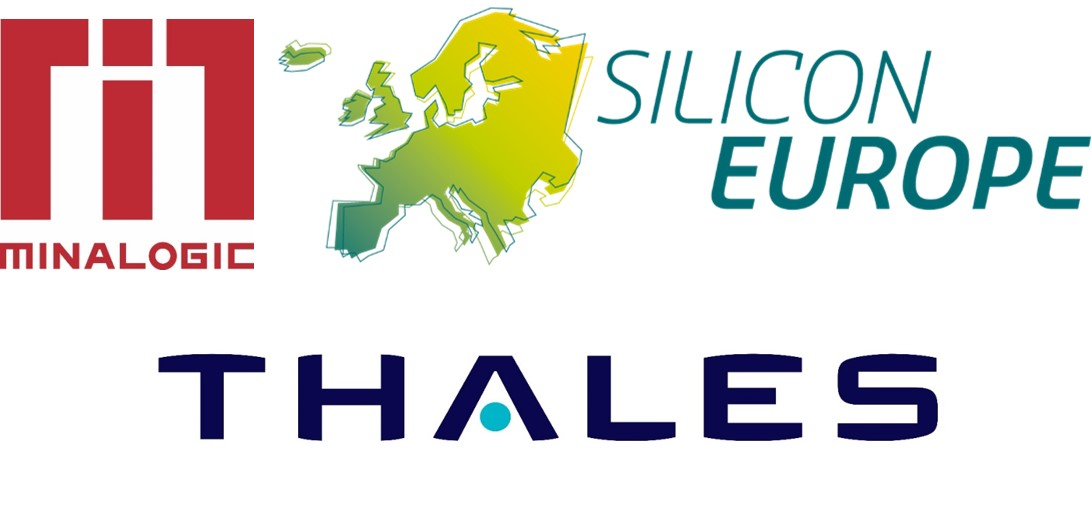 MINALOGIC
SILICON
EUROPE
THALES